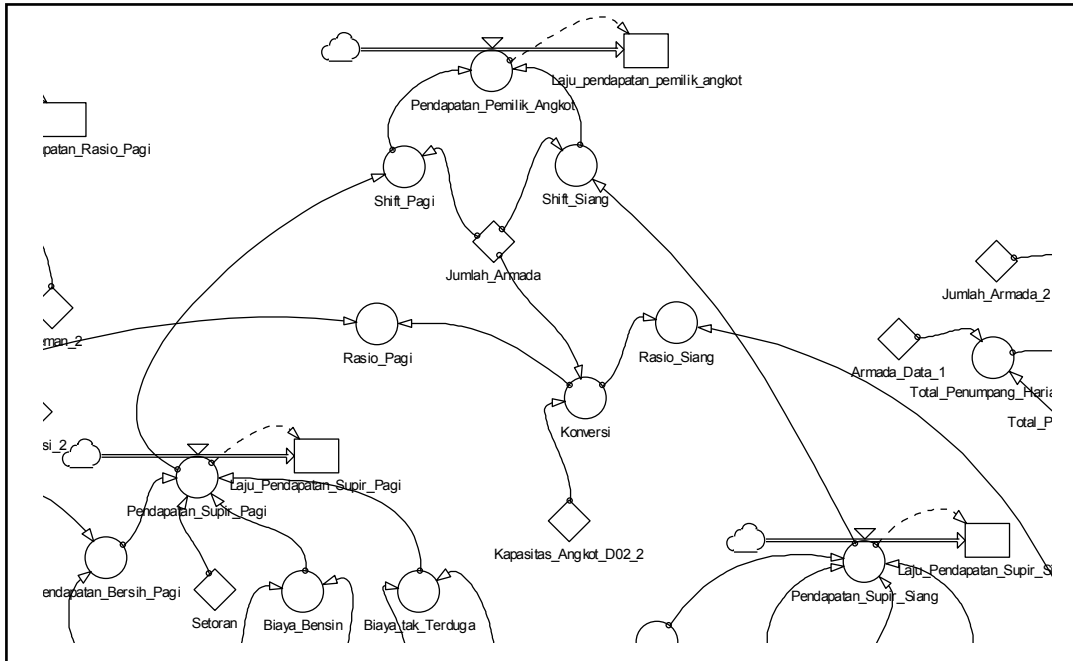 Laju_pendapatan_pemilik_angkot
Pendapatan_Pemilik_Angkot
patan_Rasio_Pagi
Shift_Pagi
Shift_Siang
Jumlah_Armada
Jumlah_Armada_2
eman_2
Rasio_Pagi
Rasio_Siang
Armada_Data_1
Total_Penumpang_Haria
Total_P
Konversi
si_2
Laju_Pendapatan_Supir_Pagi
Pendapatan_Supir_Pagi
Kapasitas_Angkot_D02_2
Laju_Pendapatan_Supir_Si
endapatan_Bersih_Pagi
Pendapatan_Supir_Siang
Setoran
Biaya_Bensin
Biaya_tak_Terduga